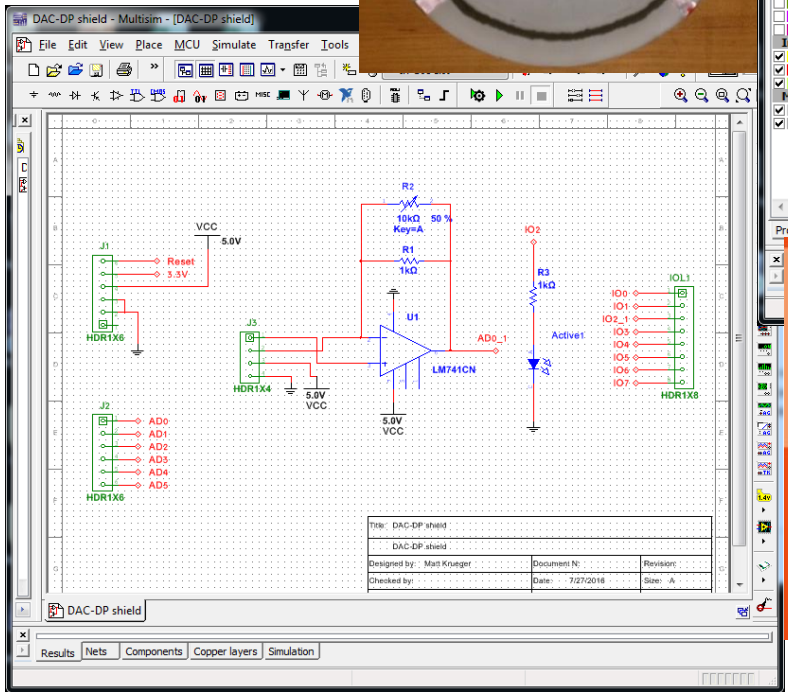 DAC-DP shield - Multisim - [DAC-DP shield]
File Edit View Place MCU Simulate Transfer Tools
MISC
A A
B B
C C
D D
E E
F F
G G
R2
10kΩ 50 %
Key=A
R1
1kΩ
VCC
5.0V
J1
Reset
3.3V
HDR1X6
U1
LM741CN
AD0_1
J3
HDR1X4
5.0V
VCC
5.0V
VCC
IO2
R3
1kΩ
Active1
IOL1
IO0
IO1
IO2_1
IO3
IO4
IO5
IO6
IO7
HDR1X8
J2
AD0
AD1
AD2
AD3
AD4
AD5
HDR1X6
Title: DAC-DP shield
DAC-DP shield
Designed by: Matt Krueger Document N: Revision:
Checked by: Date: 7/27/2016 Size: A
DAC-DP shield
Results Nets Components Copper layers Simulation